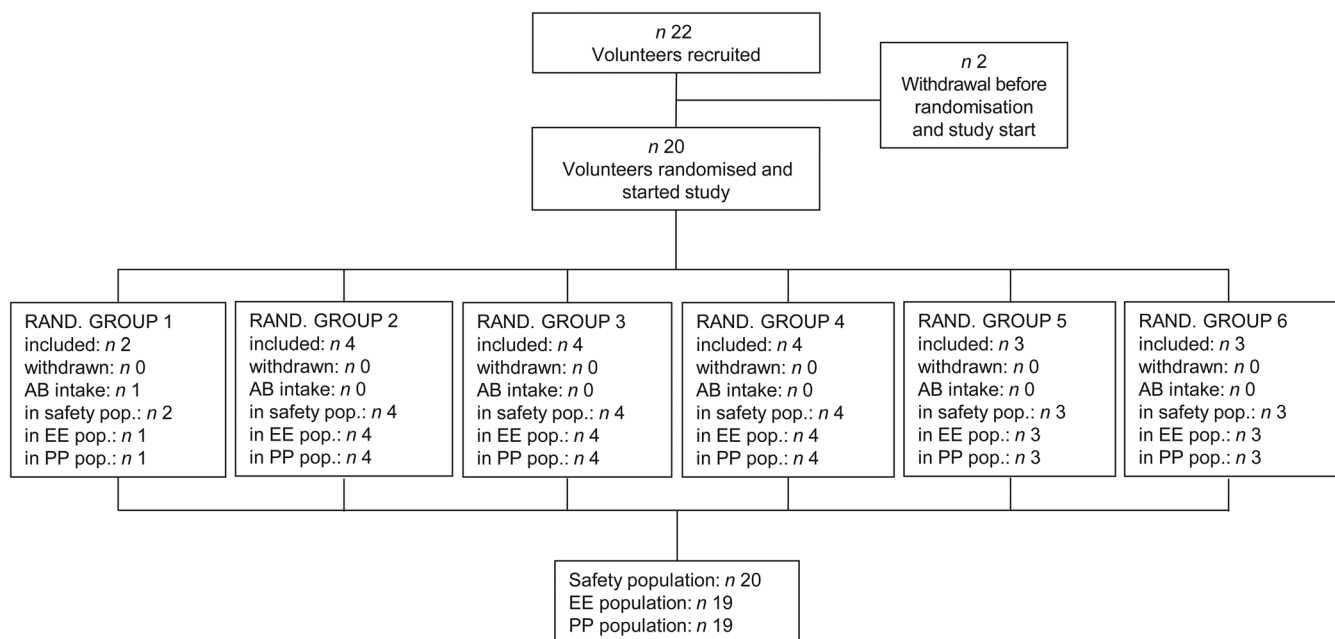 n 22
Volunteers recruited
n 2
Withdrawal before
randomisation
and study start
n 20
Volunteers randomised and
started study
RAND. GROUP 1
included: n 2
withdrawn: n 0
AB intake: n 1
in safety pop.: n 2
in EE pop.: n 1
in PP pop.: n 1
RAND. GROUP 2
included: n 4
withdrawn: n 0
AB intake: n 0
in safety pop.: n 4
in EE pop.: n 4
in PP pop.: n 4
RAND. GROUP 3
included: n 4
withdrawn: n 0
AB intake: n 0
in safety pop.: n 4
in EE pop.: n 4
in PP pop.: n 4
RAND. GROUP 4
included: n 4
withdrawn: n 0
AB intake: n 0
in safety pop.: n 4
in EE pop.: n 4
in PP pop.: n 4
RAND. GROUP 5
included: n 3
withdrawn: n 0
AB intake: n 0
in safety pop.: n 3
in EE pop.: n 3
in PP pop.: n 3
RAND. GROUP 6
included: n 3
withdrawn: n 0
AB intake: n 0
in safety pop.: n 3
in EE pop.: n 3
in PP pop.: n 3
Safety population: n 20
EE population: n 19
PP population: n 19